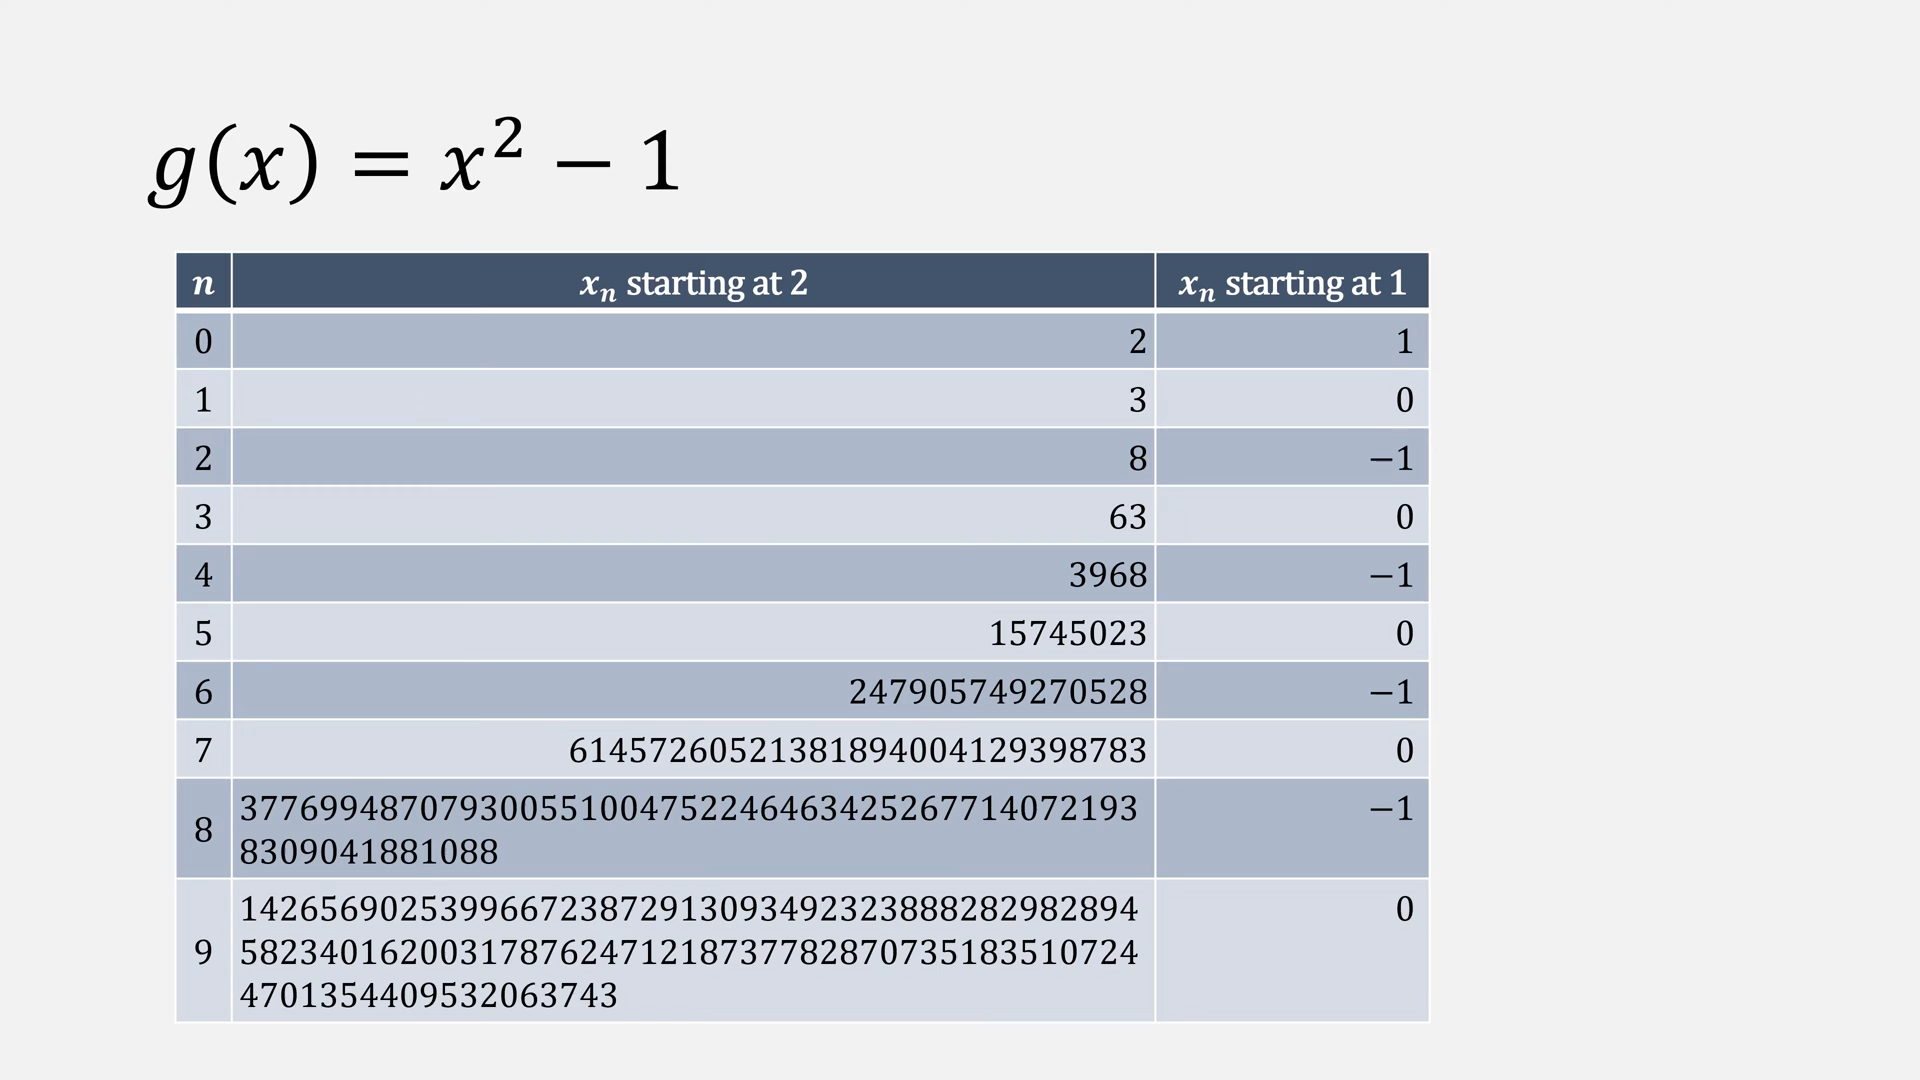 g(x) = x² − 1
n xₙ starting at 2 xₙ starting at 1
0 2 1
1 3 0
2 8 −1
3 63 0
4 3968 −1
5 15745023 0
6 247905749270528 −1
7 61457260521381894004129398783 0
8 377699487079300551004752246463425267714072193 −1
8309041881088
9 142656902539966723872913093492323888282982894 0
582340162003178762471218737782870735183510724
4701354409532063743